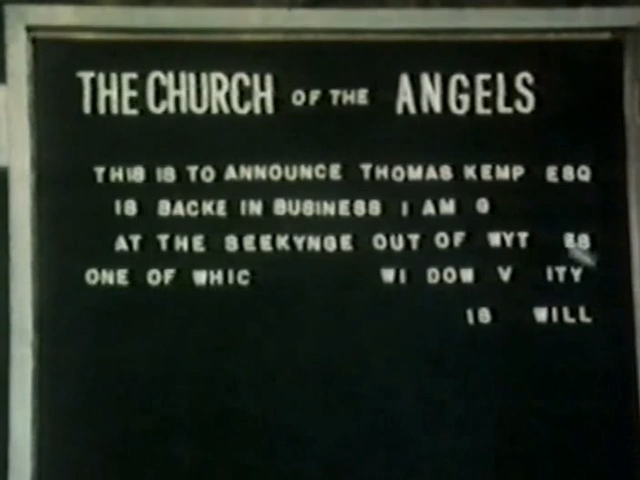 THE CHURCH OF THE ANGELS
THIS IS TO ANNOUNCE THOMAS KEMP ESQ
IS BACKE IN BUSINESS I AM G
AT THE SEEKYNGE OUT OF WYT ES
ONE OF WHIC WI DOW V ITY
IS WILL